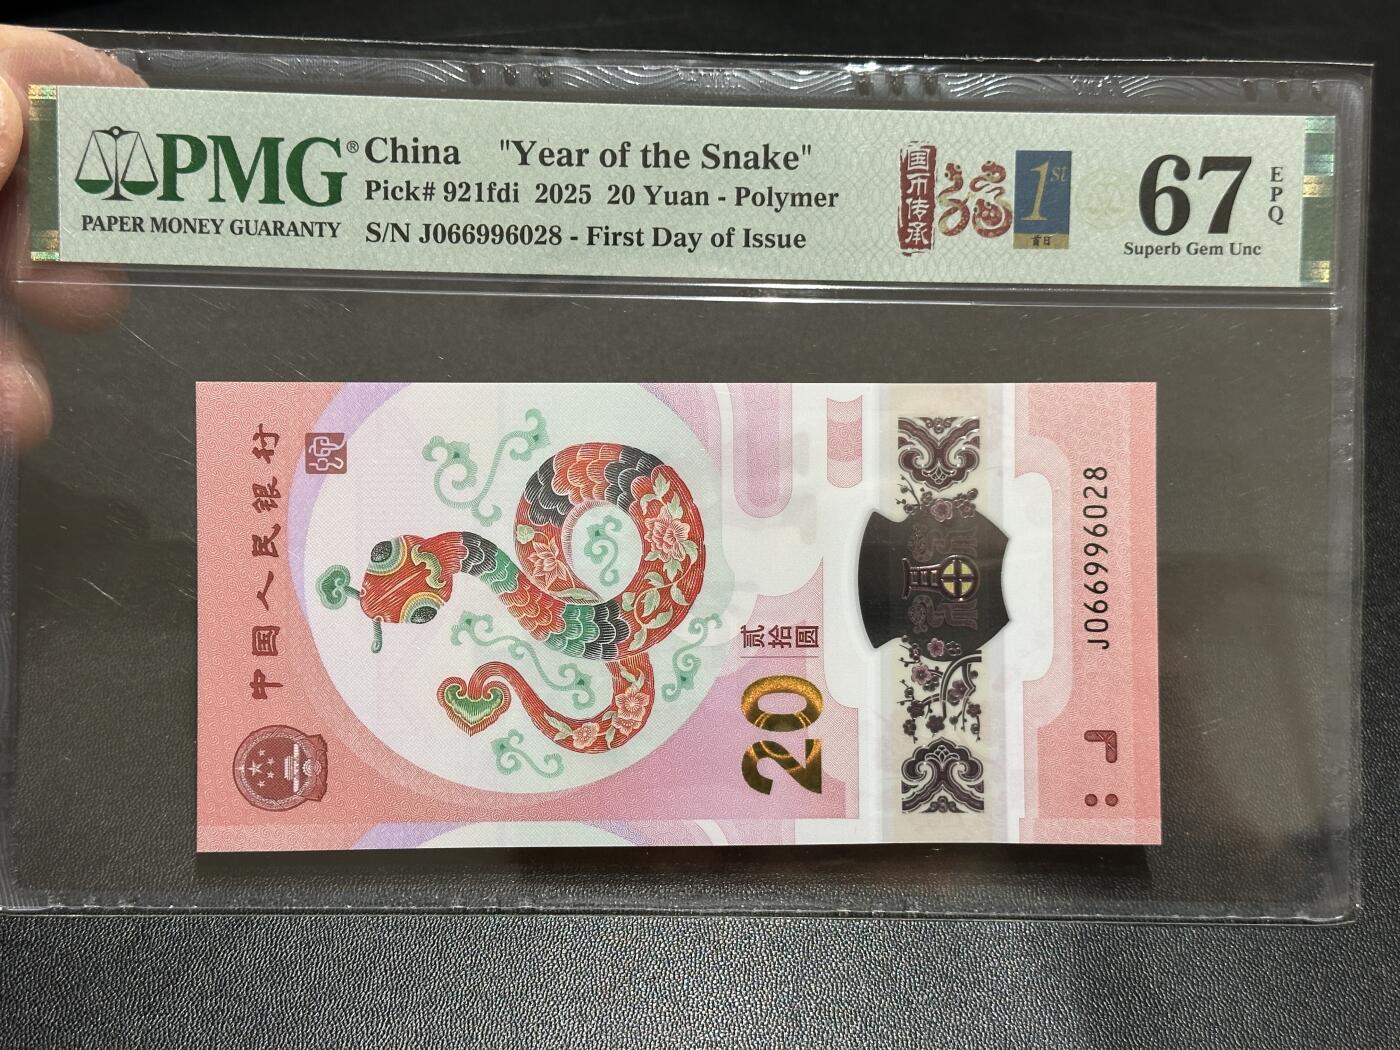 PMG®
PAPER MONEY GUARANTY
China "Year of the Snake"
Pick# 921fdi 2025 20 Yuan - Polymer
S/N J066996028 - First Day of Issue
国币传承
福
1st
首日
67
EPQ
Superb Gem Unc
中国人民银行
贰拾圆
20
J066996028